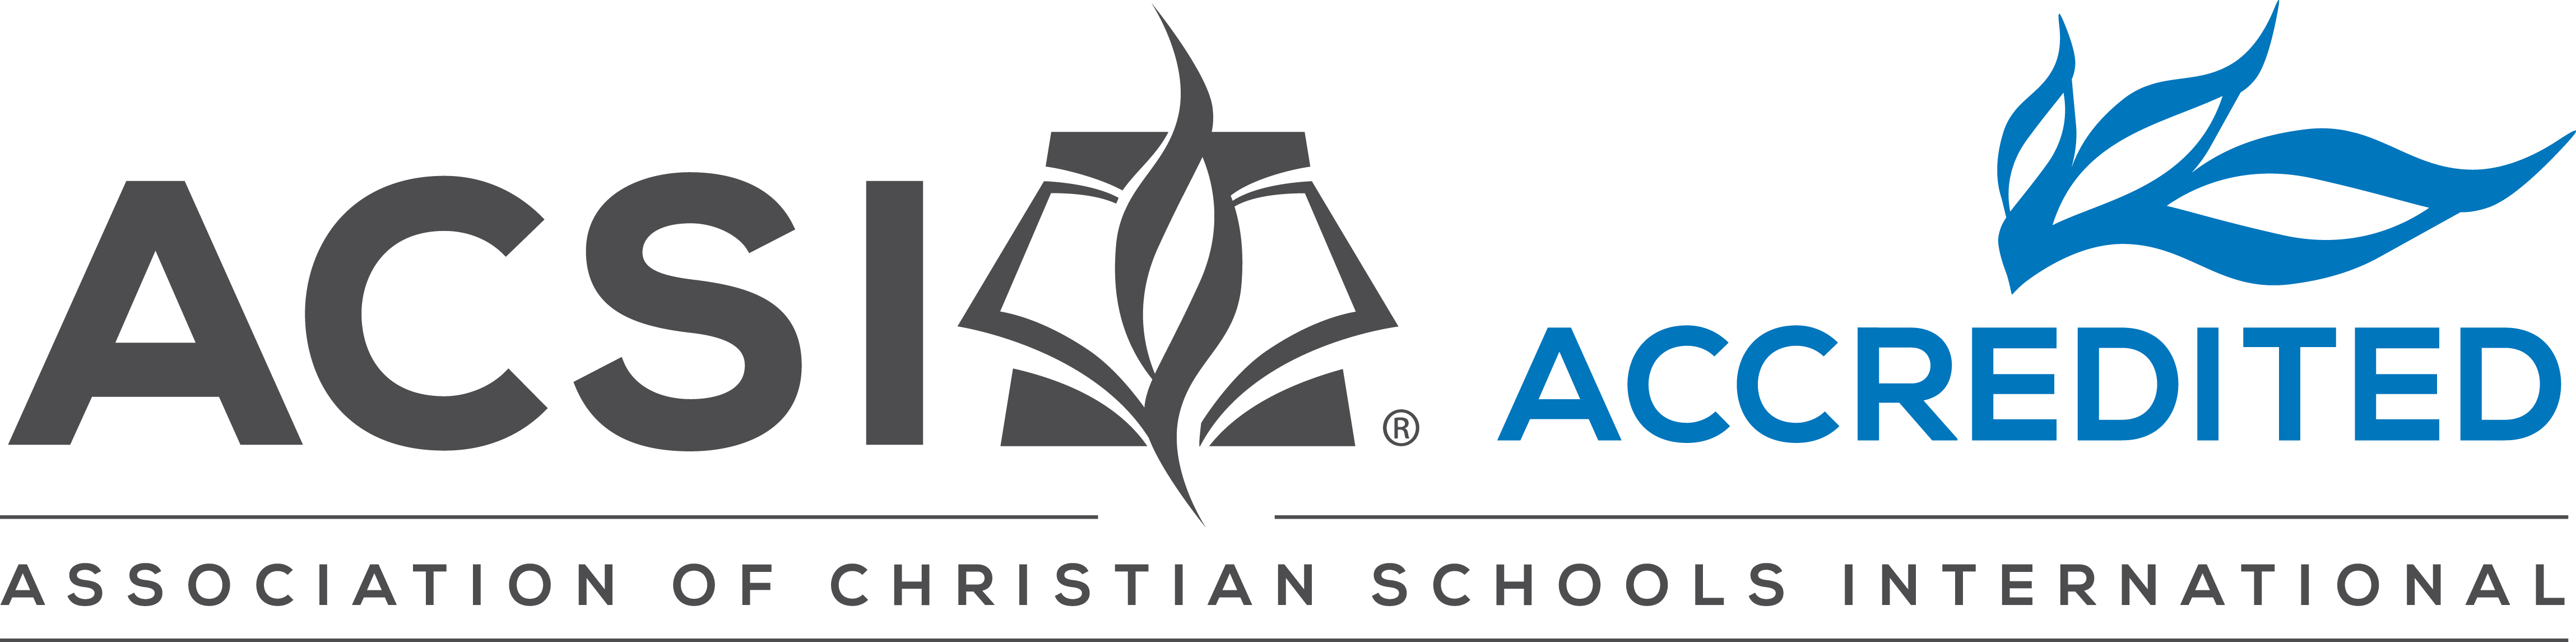 ACSI® ACCREDITED
ASSOCIATION OF CHRISTIAN SCHOOLS INTERNATIONAL